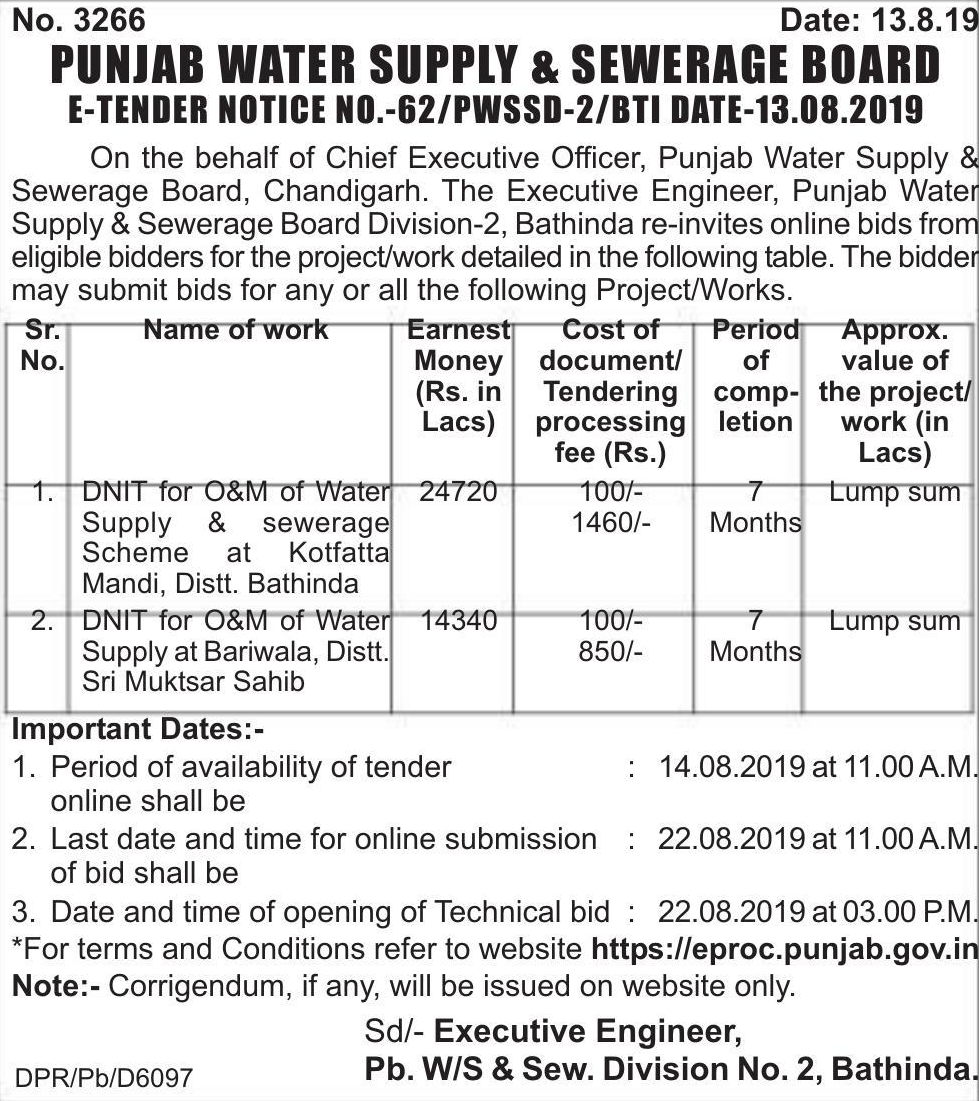 No. 3266 Date: 13.8.19
PUNJAB WATER SUPPLY & SEWERAGE BOARD
E-TENDER NOTICE NO.-62/PWSSD-2/BTI DATE-13.08.2019
On the behalf of Chief Executive Officer, Punjab Water Supply &
Sewerage Board, Chandigarh. The Executive Engineer, Punjab Water
Supply & Sewerage Board Division-2, Bathinda re-invites online bids from
eligible bidders for the project/work detailed in the following table. The bidder
may submit bids for any or all the following Project/Works.
Sr. Name of work Earnest Cost of Period Approx.
No. Money document/ of value of
(Rs. in Tendering comp- the project/
Lacs) processing letion work (in
fee (Rs.) Lacs)
1. DNIT for O&M of Water 24720 100/- 7 Lump sum
Supply & sewerage 1460/- Months
Scheme at Kotfatta
Mandi, Distt. Bathinda
2. DNIT for O&M of Water 14340 100/- 7 Lump sum
Supply at Bariwala, Distt. 850/- Months
Sri Muktsar Sahib
Important Dates:-
1. Period of availability of tender : 14.08.2019 at 11.00 A.M.
online shall be
2. Last date and time for online submission : 22.08.2019 at 11.00 A.M.
of bid shall be
3. Date and time of opening of Technical bid : 22.08.2019 at 03.00 P.M.
*For terms and Conditions refer to website https://eproc.punjab.gov.in
Note:- Corrigendum, if any, will be issued on website only.
Sd/- Executive Engineer,
DPR/Pb/D6097 Pb. W/S & Sew. Division No. 2, Bathinda.